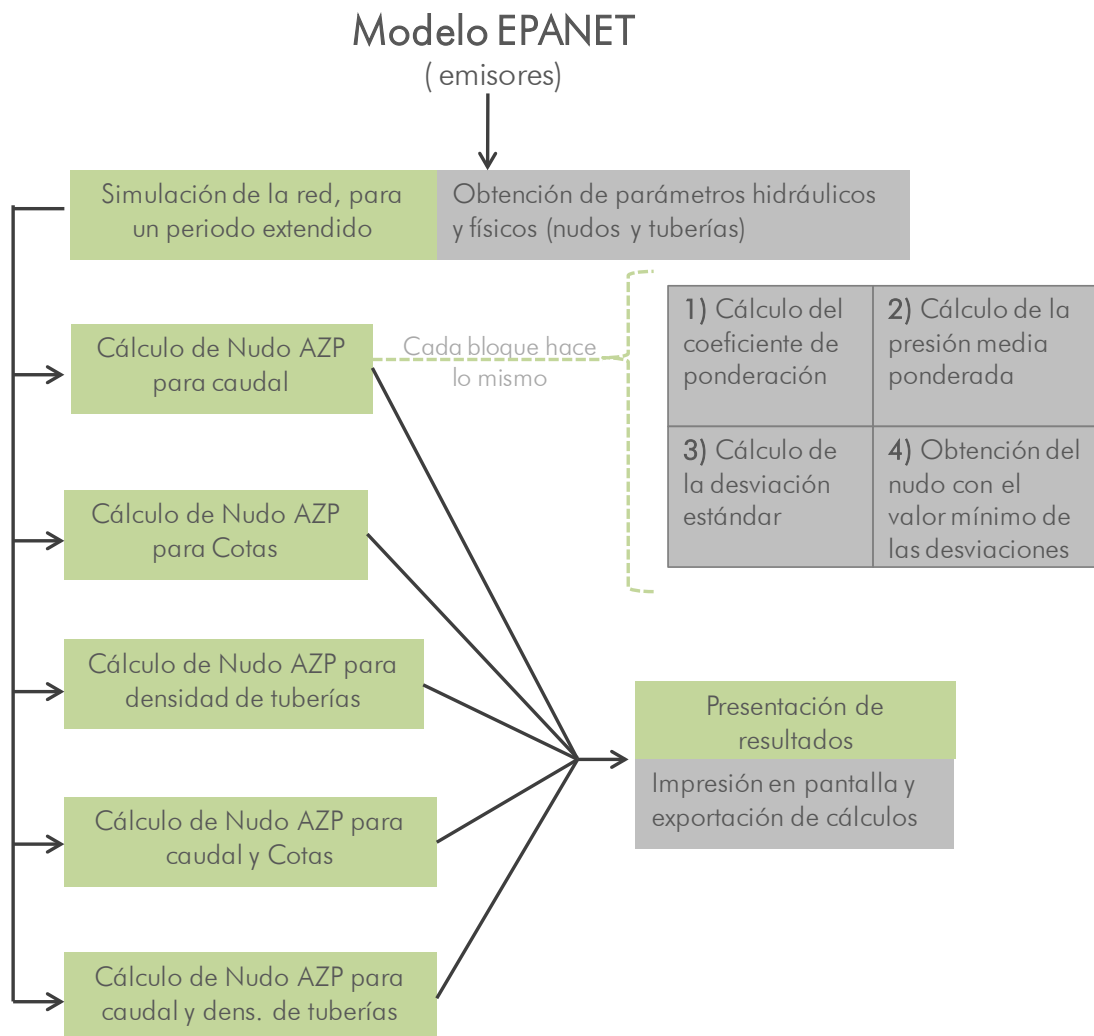 Modelo EPANET
( emisores)
Simulación de la red, para
un periodo extendido
Obtención de parámetros hidráulicos
y físicos (nudos y tuberías)
Cálculo de Nudo AZP
para caudal
Cada bloque hace
lo mismo
1) Cálculo del
coeficiente de
ponderación
2) Cálculo de la
presión media
ponderada
3) Cálculo de
la desviación
estándar
4) Obtención del
nudo con el
valor mínimo de
las desviaciones
Cálculo de Nudo AZP
para Cotas
Cálculo de Nudo AZP para
densidad de tuberías
Presentación de
resultados
Impresión en pantalla y
exportación de cálculos
Cálculo de Nudo AZP para
caudal y Cotas
Cálculo de Nudo AZP para
caudal y dens. de tuberías